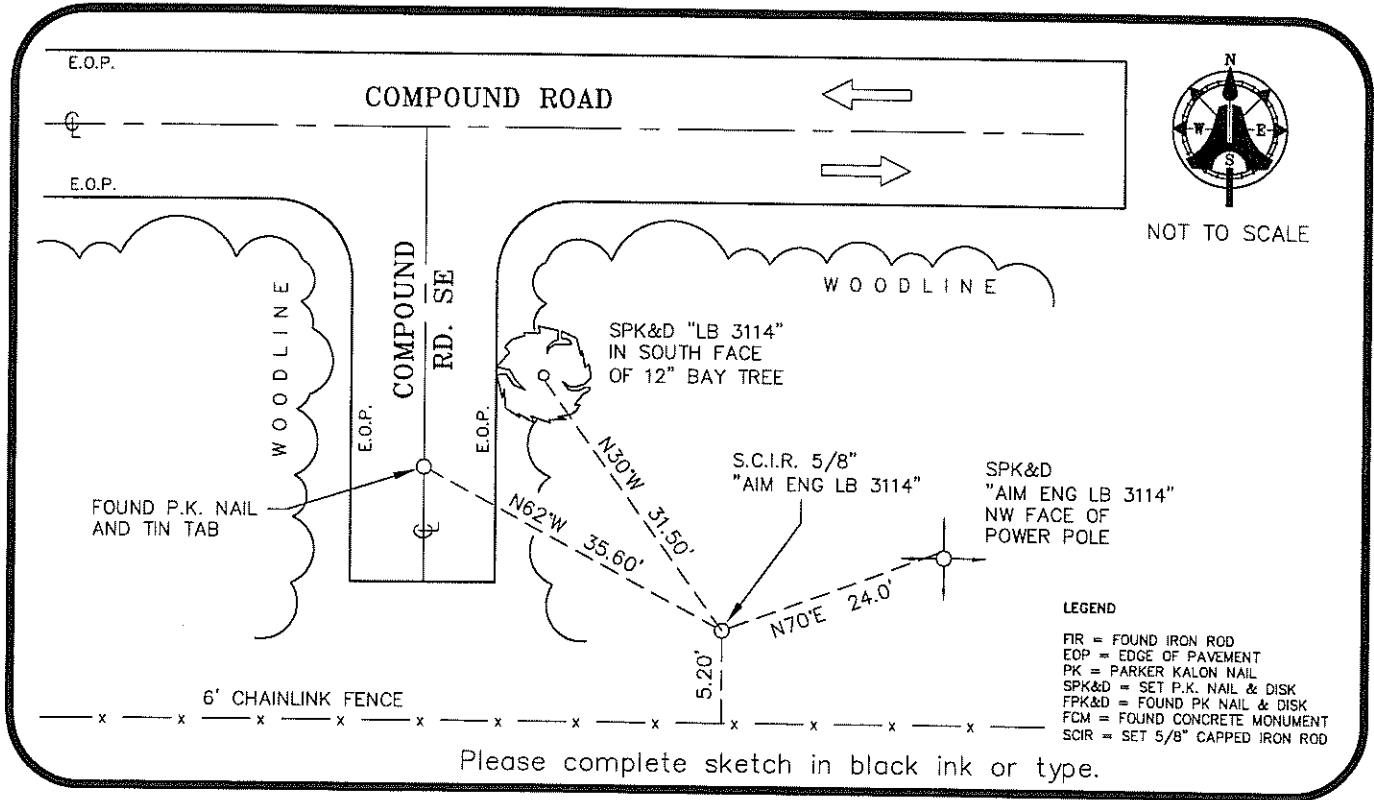 E.O.P.
COMPOUND ROAD
E.O.P.
N
W E
S
NOT TO SCALE
WOODLINE
COMPOUND
RD. SE
WOODLINE
E.O.P.
E.O.P.
SPK&D "LB 3114"
IN SOUTH FACE
OF 12" BAY TREE
FOUND P.K. NAIL
AND TIN TAB
N30°W 31.50'
N62°W 35.60'
S.C.I.R. 5/8"
"AIM ENG LB 3114"
SPK&D
"AIM ENG LB 3114"
NW FACE OF
POWER POLE
N70°E 24.0'
5.20'
6' CHAINLINK FENCE
x x x x x x x x x x x x
LEGEND
FIR = FOUND IRON ROD
EOP = EDGE OF PAVEMENT
PK = PARKER KALON NAIL
SPK&D = SET P.K. NAIL & DISK
FPK&D = FOUND PK NAIL & DISK
FCM = FOUND CONCRETE MONUMENT
SCIR = SET 5/8" CAPPED IRON ROD
Please complete sketch in black ink or type.